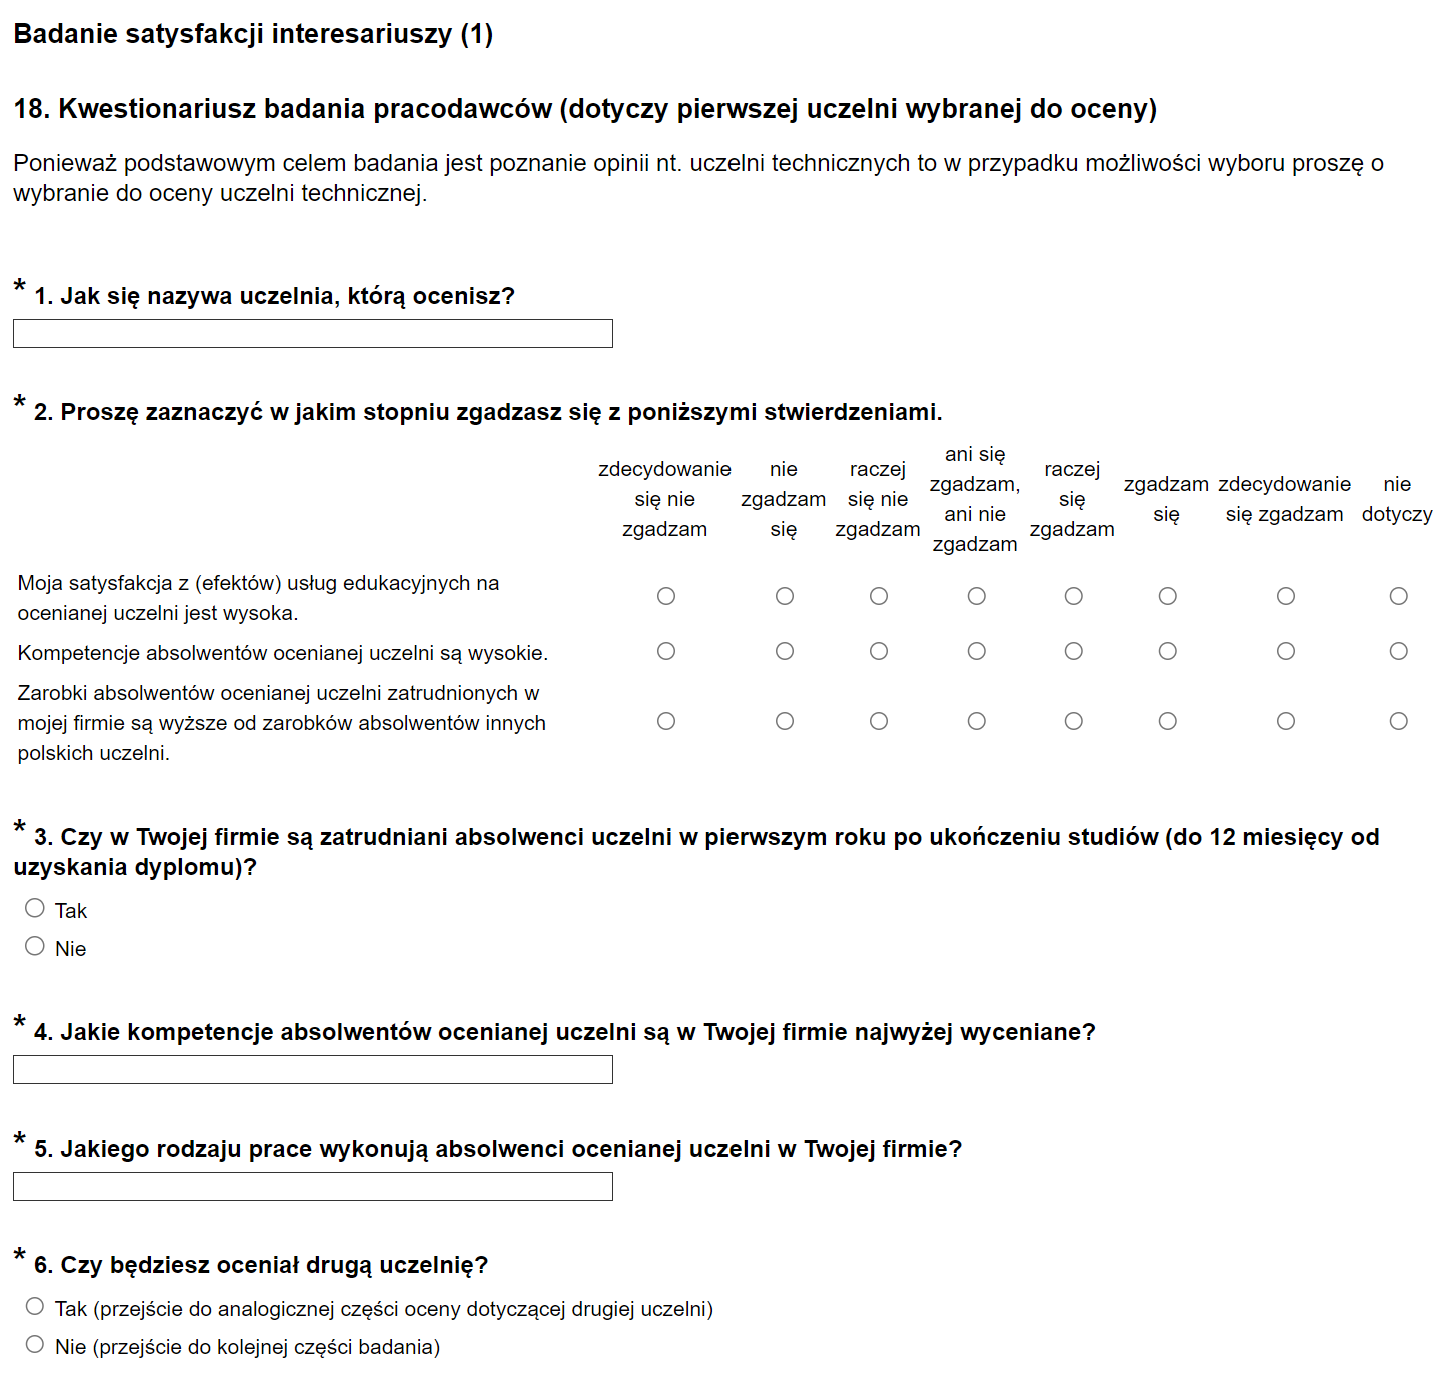 Badanie satysfakcji interesariuszy (1)
18. Kwestionariusz badania pracodawców (dotyczy pierwszej uczelni wybranej do oceny)
Ponieważ podstawowym celem badania jest poznanie opinii nt. uczelni technicznych to w przypadku możliwości wyboru proszę o
wybranie do oceny uczelni technicznej.
* 1. Jak się nazywa uczelnia, którą ocenisz?
* 2. Proszę zaznaczyć w jakim stopniu zgadzasz się z poniższymi stwierdzeniami.
zdecydowanie
się nie
zgadzam
nie
zgadzam
się
raczej
się nie
zgadzam
ani się
zgadzam,
ani nie
zgadzam
raczej
się
zgadzam
zgadzam
się
zdecydowanie
się zgadzam
nie
dotyczy
Moja satysfakcja z (efektów) usług edukacyjnych na
ocenianej uczelni jest wysoka.
Kompetencje absolwentów ocenianej uczelni są wysokie.
Zarobki absolwentów ocenianej uczelni zatrudnionych w
mojej firmie są wyższe od zarobków absolwentów innych
polskich uczelni.
* 3. Czy w Twojej firmie są zatrudniani absolwenci uczelni w pierwszym roku po ukończeniu studiów (do 12 miesięcy od
uzyskania dyplomu)?
Tak
Nie
* 4. Jakie kompetencje absolwentów ocenianej uczelni są w Twojej firmie najwyżej wyceniane?
* 5. Jakiego rodzaju prace wykonują absolwenci ocenianej uczelni w Twojej firmie?
* 6. Czy będziesz oceniał drugą uczelnię?
Tak (przejście do analogicznej części oceny dotyczącej drugiej uczelni)
Nie (przejście do kolejnej części badania)